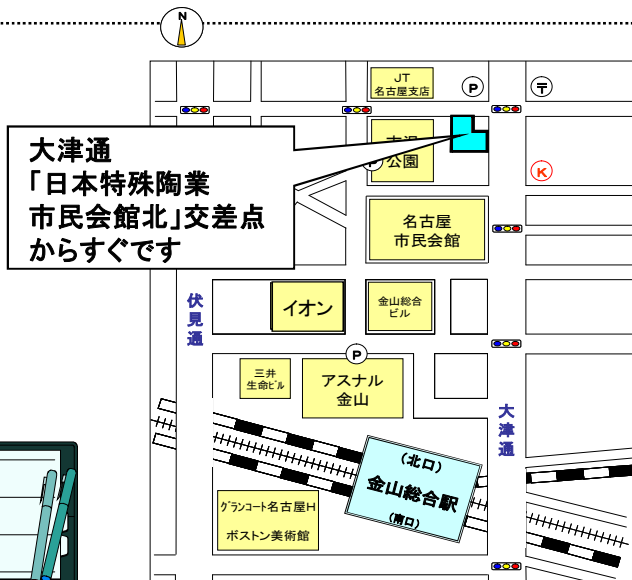 N
JT
名古屋支店
P
〒
大津通
「日本特殊陶業
市民会館北」交差点
からすぐです
公園
P
K
名古屋
市民会館
伏見通
イオン
金山総合
ビル
P
三井
生命ビル
アスナル
金山
大津通
(北口)
金山総合駅
(南口)
グランコート名古屋H
ボストン美術館